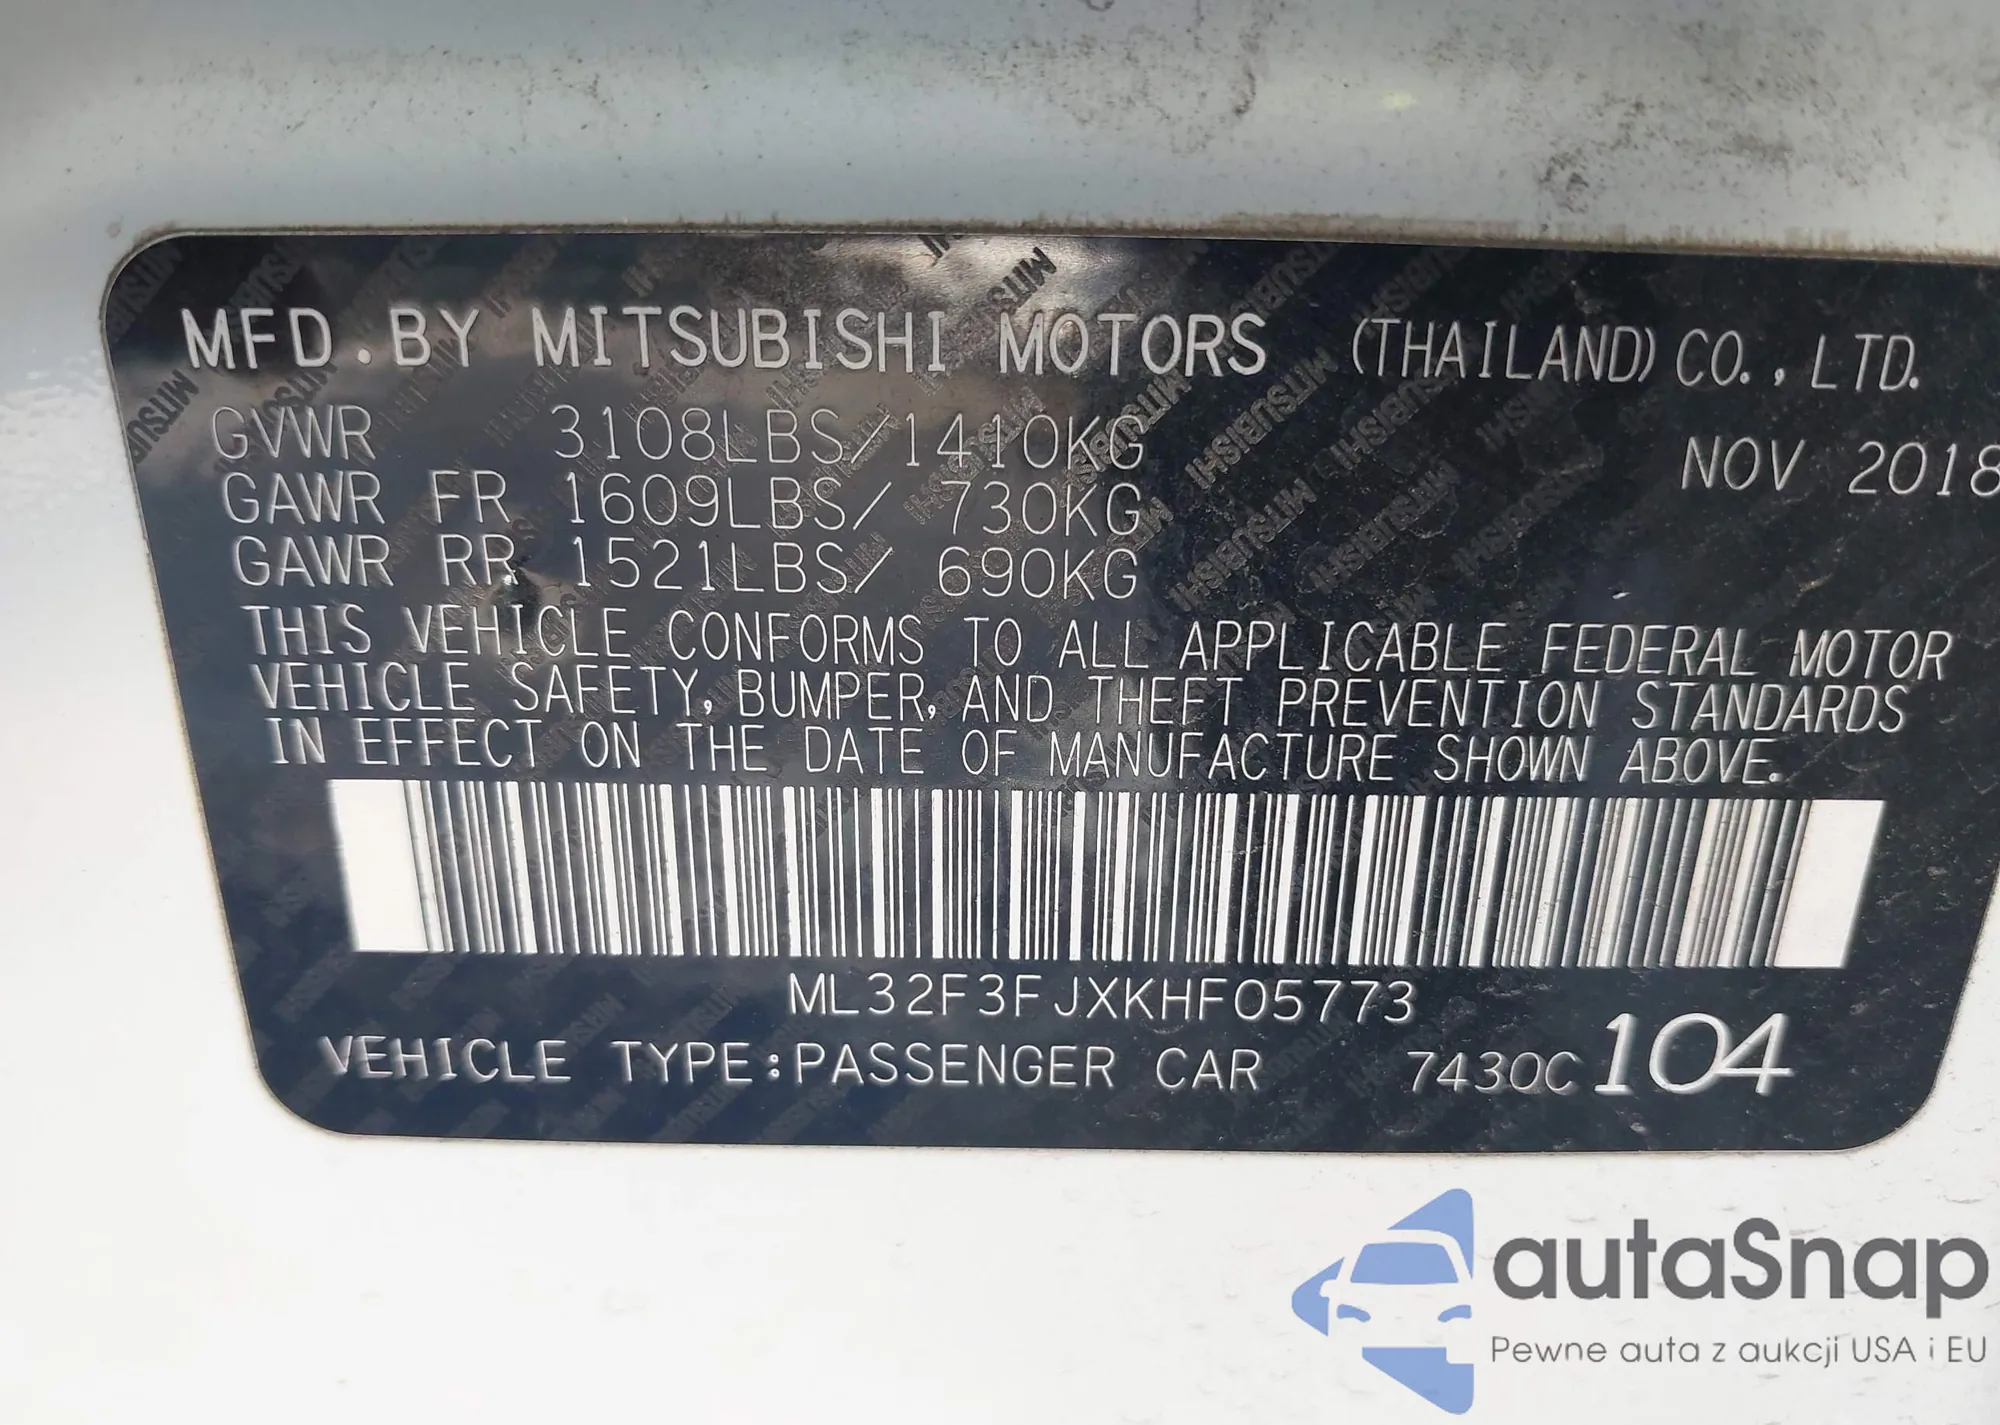 MFD.BY MITSUBISHI MOTORS (THAILAND) CO., LTD.
GVWR 3108LBS/1410KG
NOV 2018
GAWR FR 1609LBS/ 730KG
GAWR RR 1521LBS/ 690KG
THIS VEHICLE CONFORMS TO ALL APPLICABLE FEDERAL MOTOR
VEHICLE SAFETY, BUMPER, AND THEFT PREVENTION STANDARDS
IN EFFECT ON THE DATE OF MANUFACTURE SHOWN ABOVE.
ML32F3FJXKHF05773
VEHICLE TYPE:PASSENGER CAR 7430C 104
autaSnap
Pewne auta z aukcji USA i EU